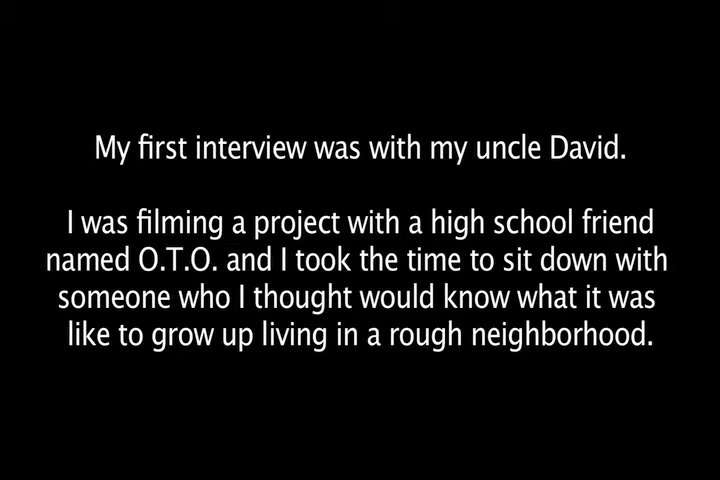 My first interview was with my uncle David.
I was filming a project with a high school friend
named O.T.O. and I took the time to sit down with
someone who I thought would know what it was
like to grow up living in a rough neighborhood.